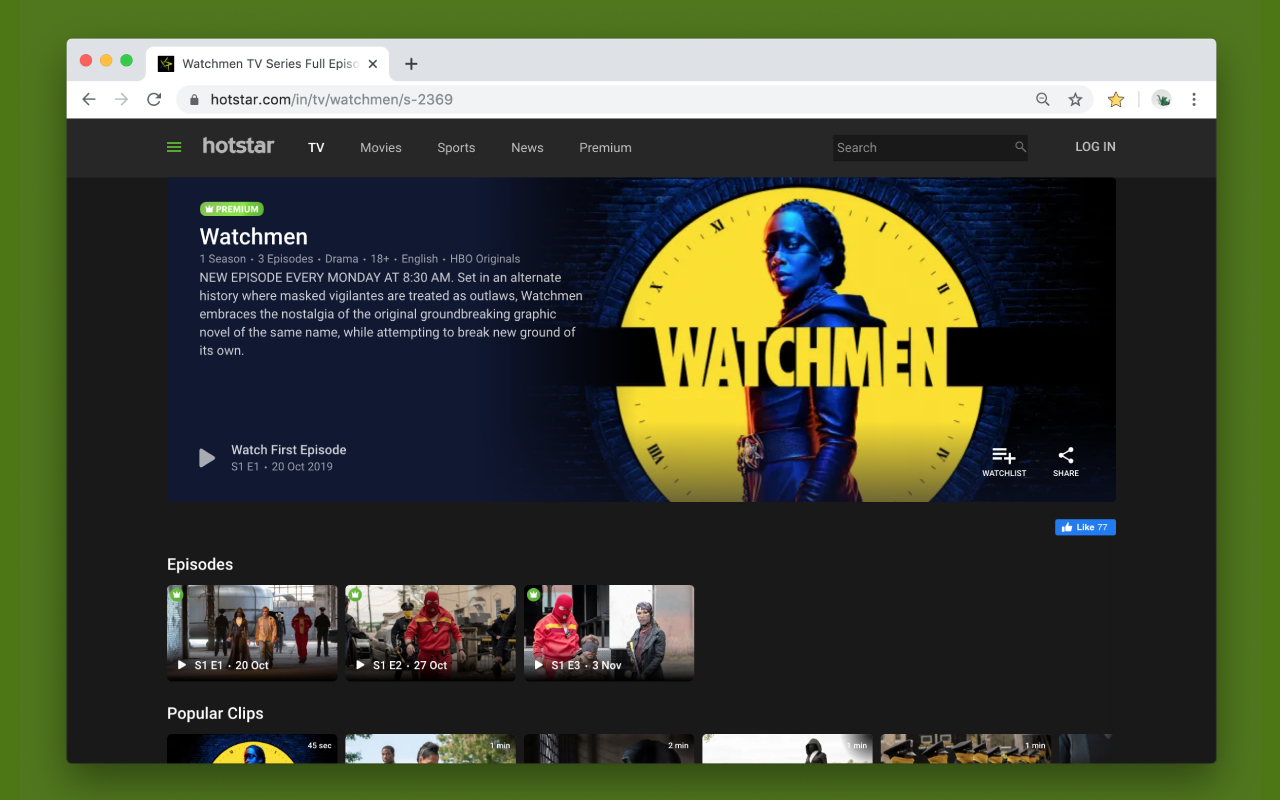 Watchmen TV Series Full Episo
hotstar.com/in/tv/watchmen/s-2369
hotstar
TV
Movies
Sports
News
Premium
Search
LOG IN
PREMIUM
Watchmen
1 Season • 3 Episodes • Drama • 18+ • English • HBO Originals
NEW EPISODE EVERY MONDAY AT 8:30 AM. Set in an alternate
history where masked vigilantes are treated as outlaws, Watchmen
embraces the nostalgia of the original groundbreaking graphic
novel of the same name, while attempting to break new ground of
its own.
XI
I
X
II
WATCHMEN
VIII
IV
Watch First Episode
S1 E1 • 20 Oct 2019
WATCHLIST
SHARE
Like 77
Episodes
S1 E1 • 20 Oct
S1 E2 • 27 Oct
S1 E3 • 3 Nov
Popular Clips
45 sec
1 min
2 min
1 min
1 min